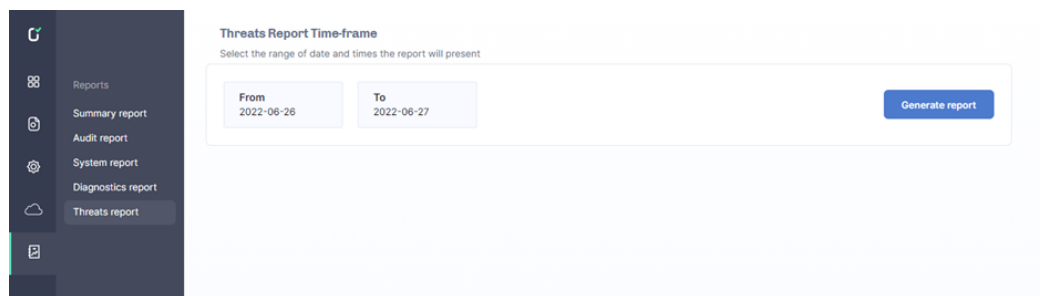 Threats Report Time-frame
Select the range of date and times the report will present
Reports
Summary report
Audit report
System report
Diagnostics report
Threats report
From
2022-06-26
To
2022-06-27
Generate report